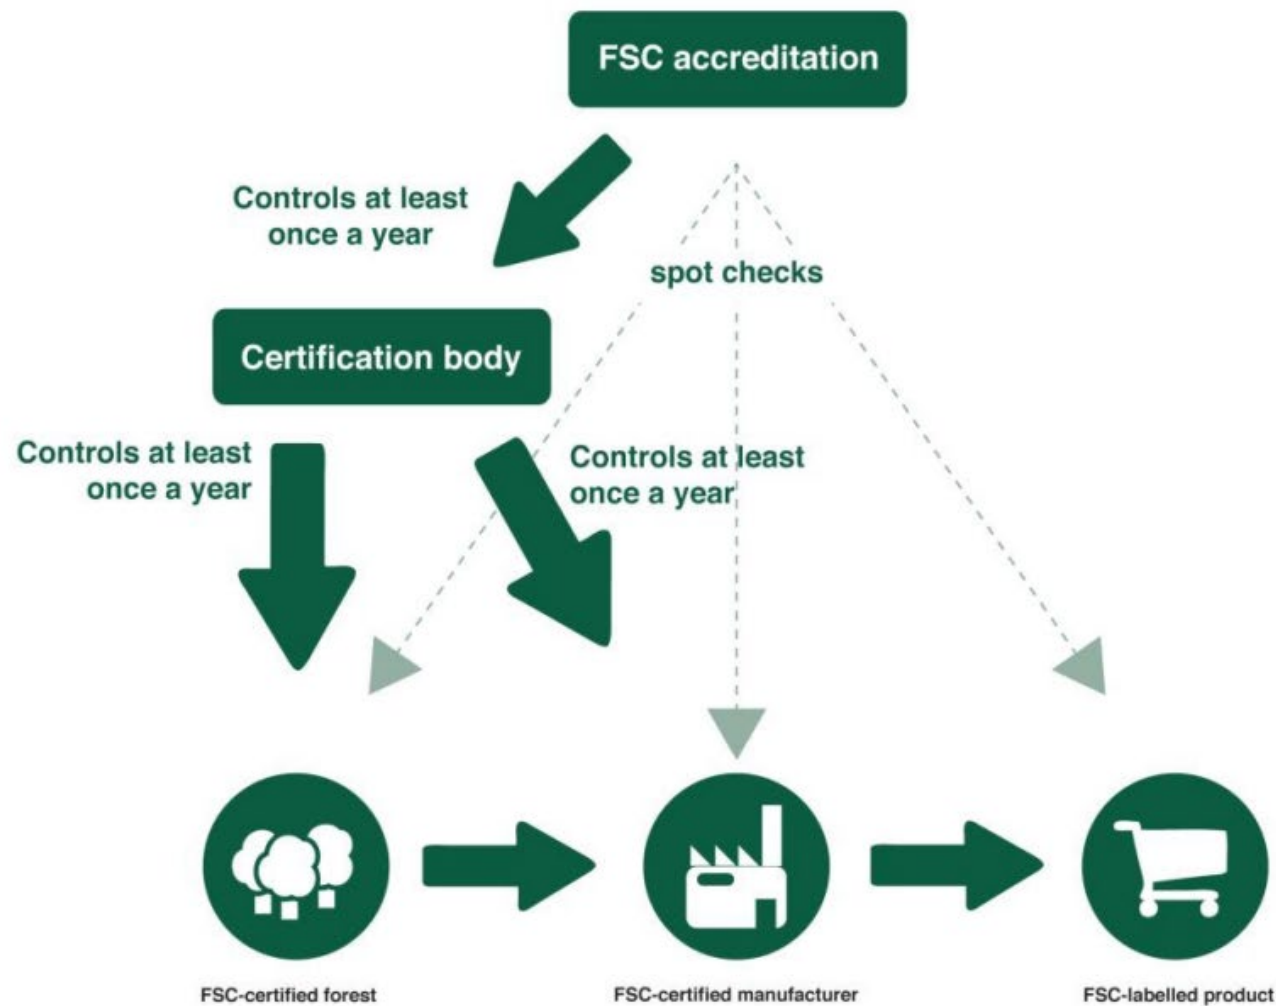 FSC accreditation
Controls at least
once a year
spot checks
Certification body
Controls at least
once a year
Controls at least
once a year
FSC-certified forest
FSC-certified manufacturer
FSC-labelled product